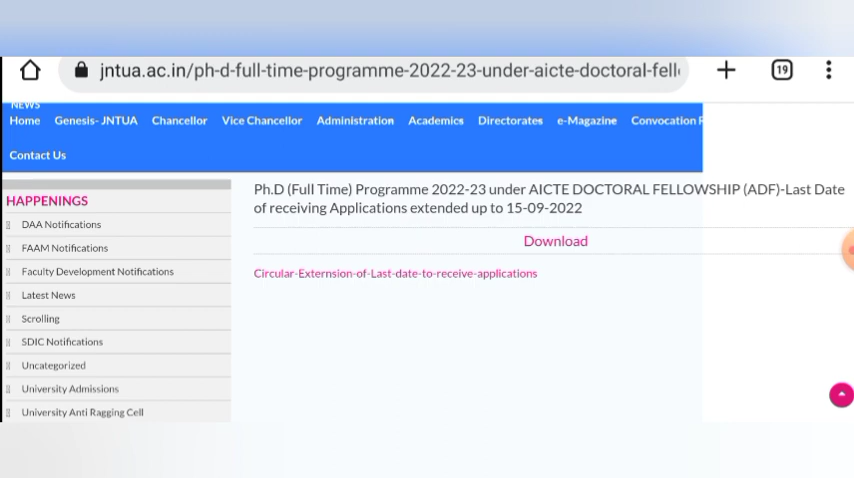 jntua.ac.in/ph-d-full-time-programme-2022-23-under-aicte-doctoral-fell
19
NEWS
Home Genesis- JNTUA Chancellor Vice Chancellor Administration Academics Directorates e-Magazine Convocation
Contact Us
HAPPENINGS
DAA Notifications
FAAM Notifications
Faculty Development Notifications
Latest News
Scrolling
SDIC Notifications
Uncategorized
University Admissions
University Anti Ragging Cell
Ph.D (Full Time) Programme 2022-23 under AICTE DOCTORAL FELLOWSHIP (ADF)-Last Date
of receiving Applications extended up to 15-09-2022
Download
Circular-Externsion-of-Last-date-to-receive-applications